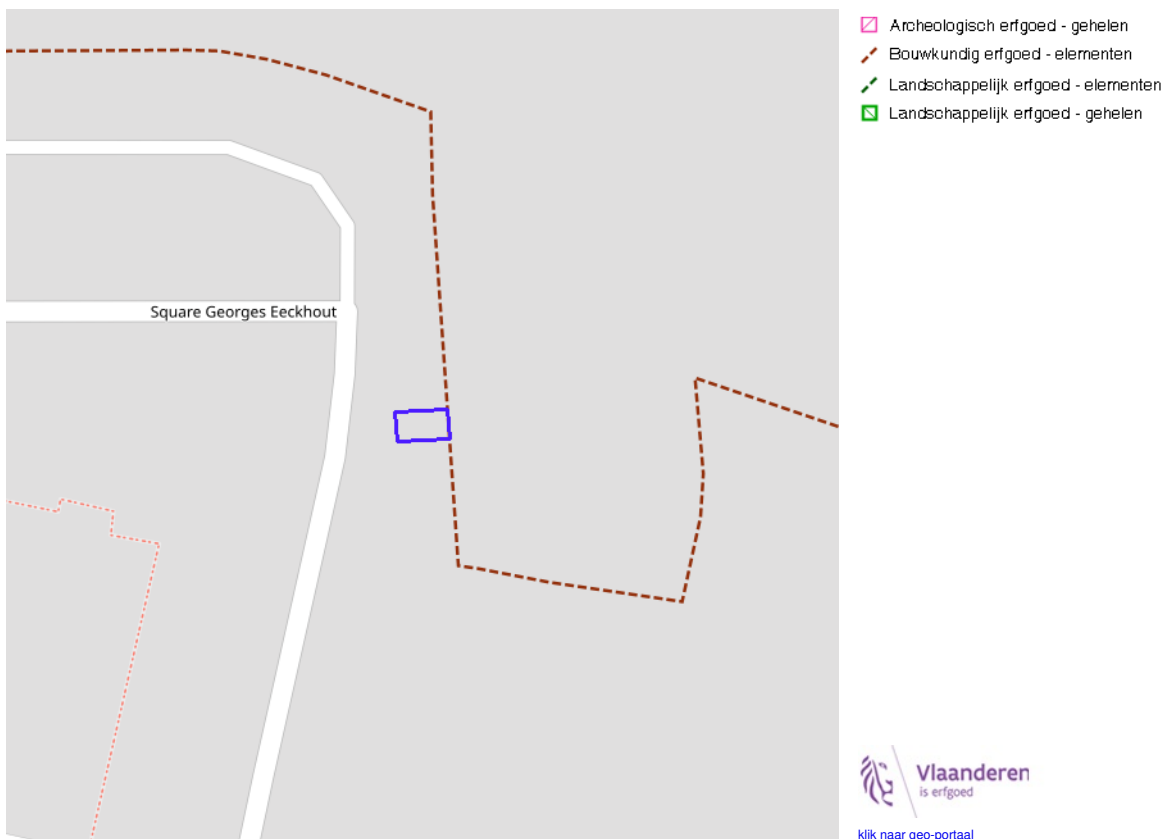 Archeologisch erfgoed - gehelen
Bouwkundig erfgoed - elementen
Landschappelijk erfgoed - elementen
Landschappelijk erfgoed - gehelen
Square Georges Eeckhout
Vlaanderen
is erfgoed
klik naar geo-portaal